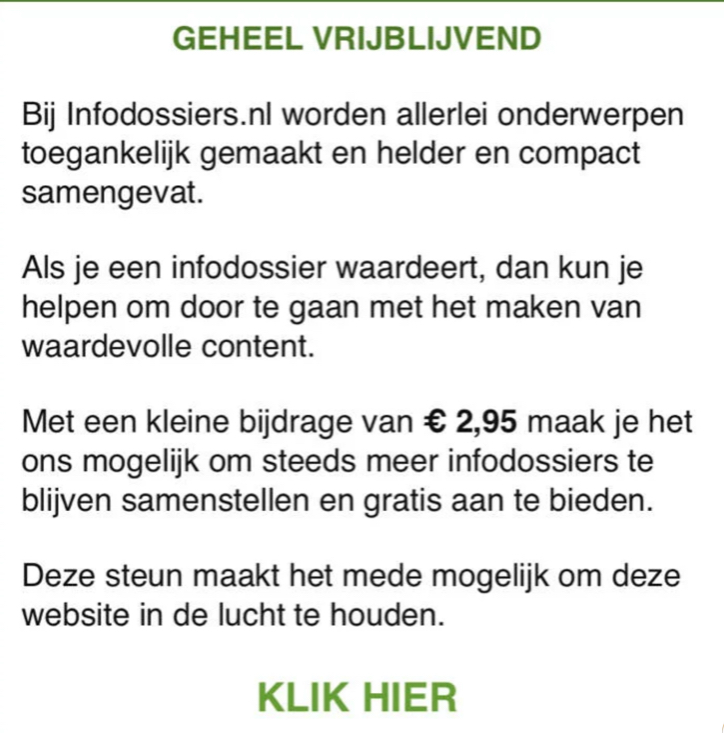 GEHEEL VRIJBLIJVEND
Bij Infodossiers.nl worden allerlei onderwerpen
toegankelijk gemaakt en helder en compact
samengevat.
Als je een infodossier waardeert, dan kun je
helpen om door te gaan met het maken van
waardevolle content.
Met een kleine bijdrage van € 2,95 maak je het
ons mogelijk om steeds meer infodossiers te
blijven samenstellen en gratis aan te bieden.
Deze steun maakt het mede mogelijk om deze
website in de lucht te houden.
KLIK HIER